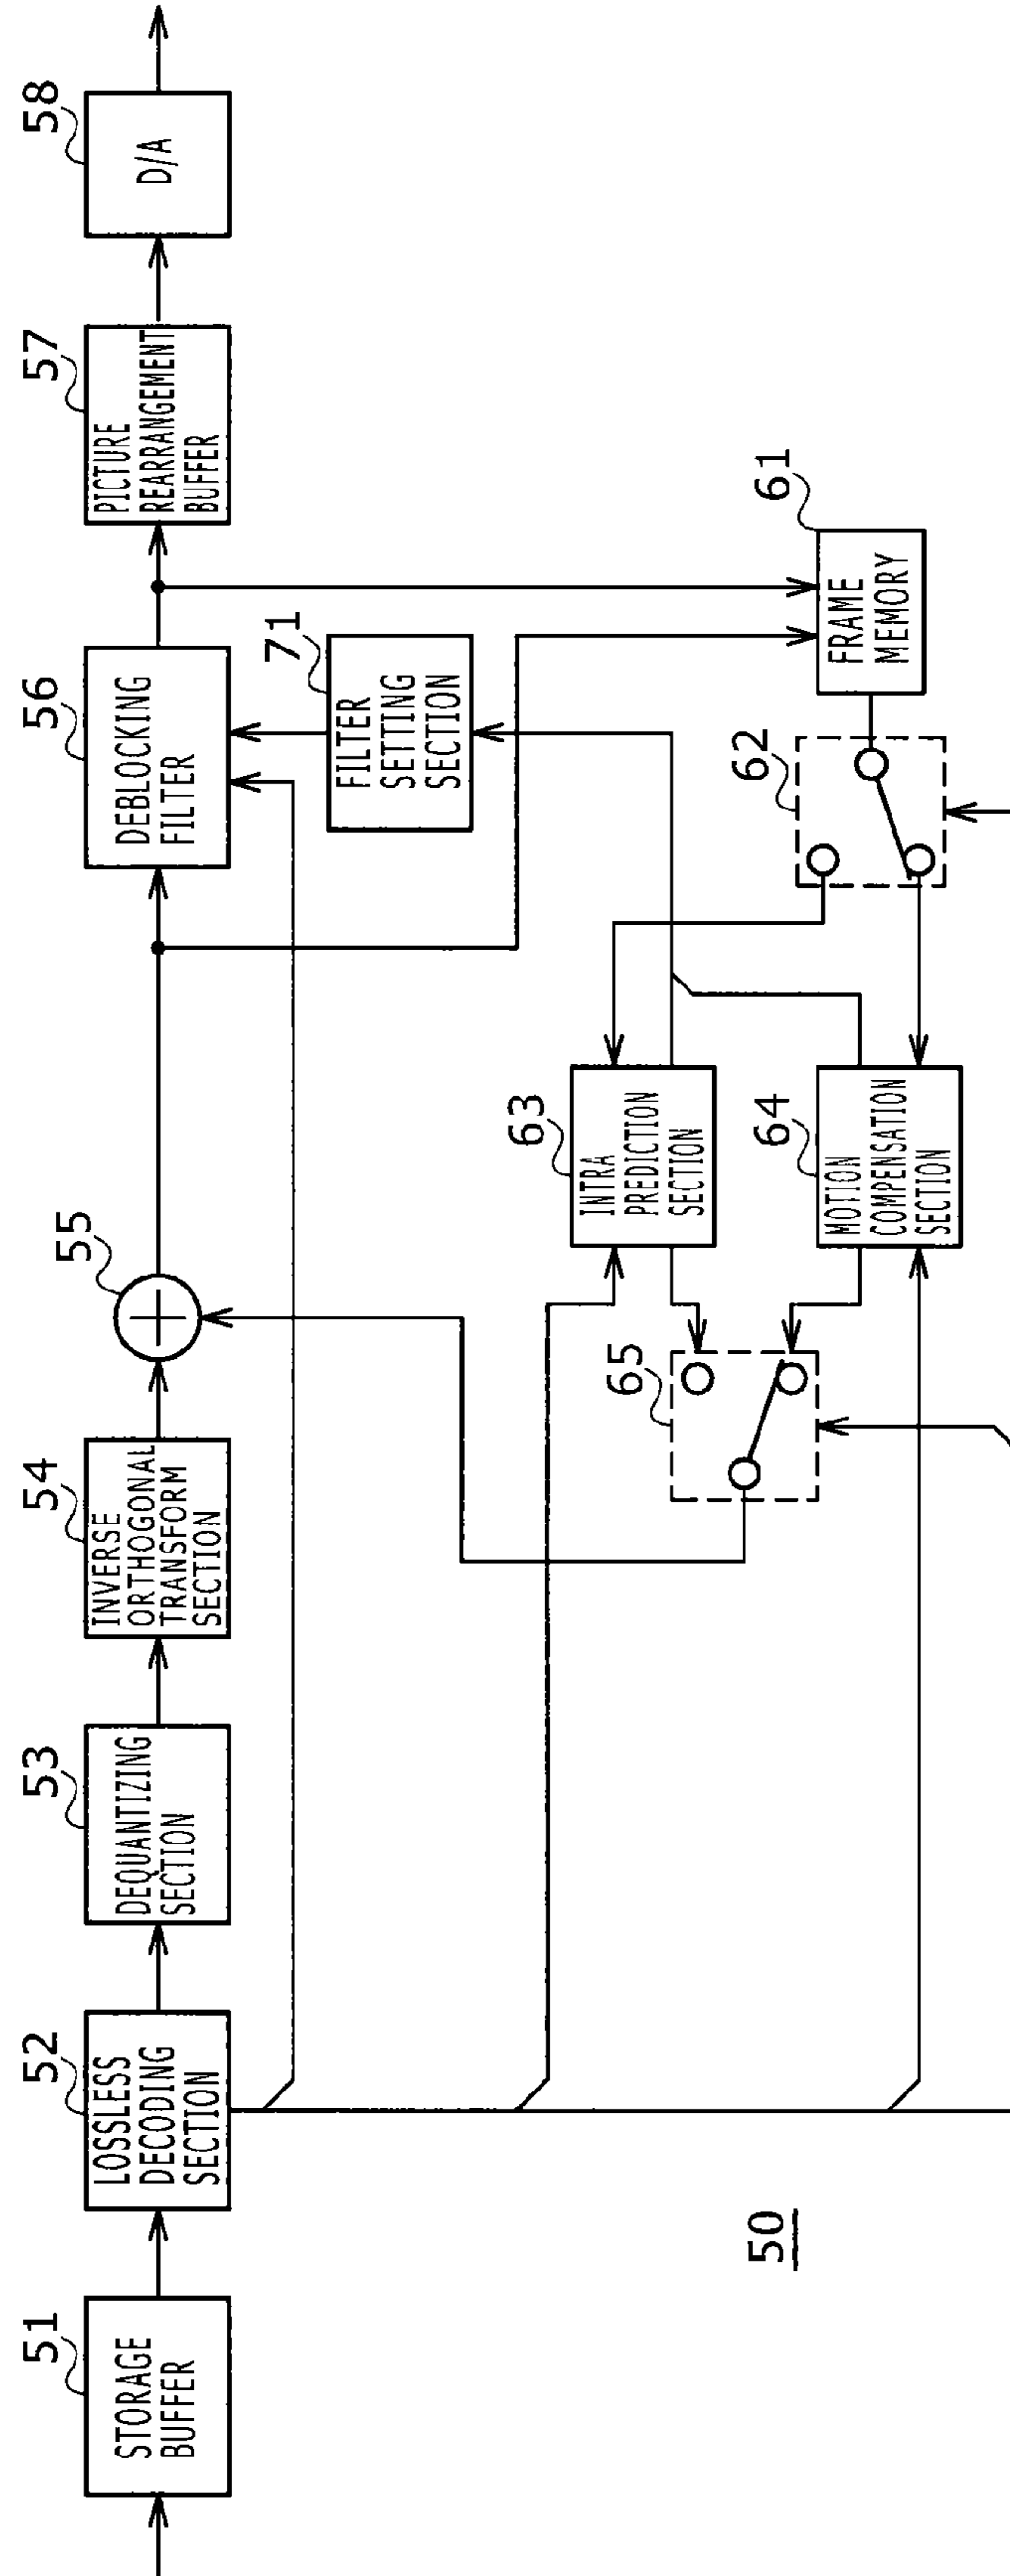 51
STORAGE
BUFFER
52
LOSSLESS
DECODING
SECTION
53
DEQUANTIZING
SECTION
54
INVERSE
ORTHOGONAL
TRANSFORM
SECTION
55
56
DEBLOCKING
FILTER
57
PICTURE
REARRANGEMENT
BUFFER
58
D/A
71
FILTER
SETTING
SECTION
61
FRAME
MEMORY
62
63
INTRA
PREDICTION
SECTION
64
MOTION
COMPENSATION
SECTION
65
50